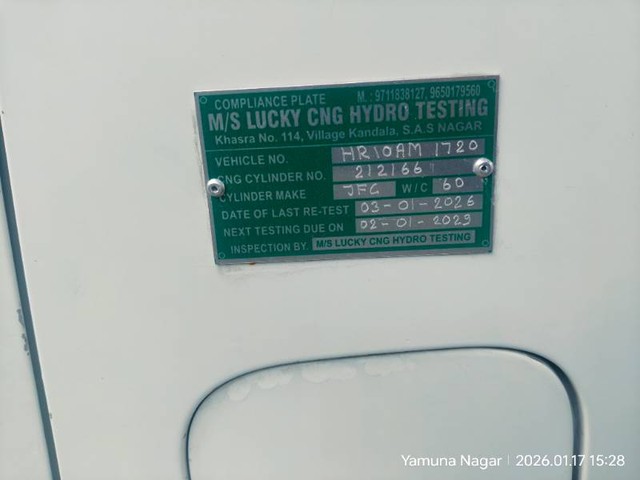 COMPLIANCE PLATE M. : 9711838127, 9650179560
M/S LUCKY CNG HYDRO TESTING
Khasra No. 114, Village Kandala, S.A.S NAGAR
VEHICLE NO. HR10AM 1720
CNG CYLINDER NO. 212166
CYLINDER MAKE JFC W/C 60
DATE OF LAST RE-TEST 03-01-2026
NEXT TESTING DUE ON 02-01-2029
INSPECTION BY M/S LUCKY CNG HYDRO TESTING
Yamuna Nagar | 2026.01.17 15:28